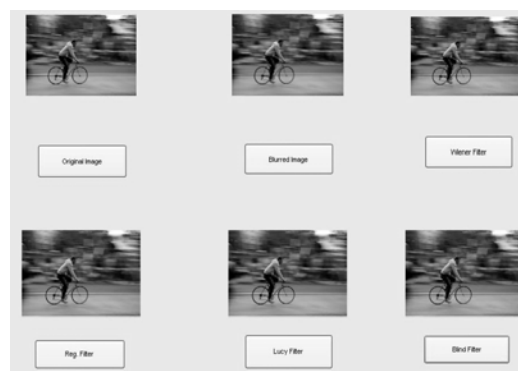 Original Image
Blurred Image
Wiener Filter
Reg. Filter
Lucy Filter
Blind Filter